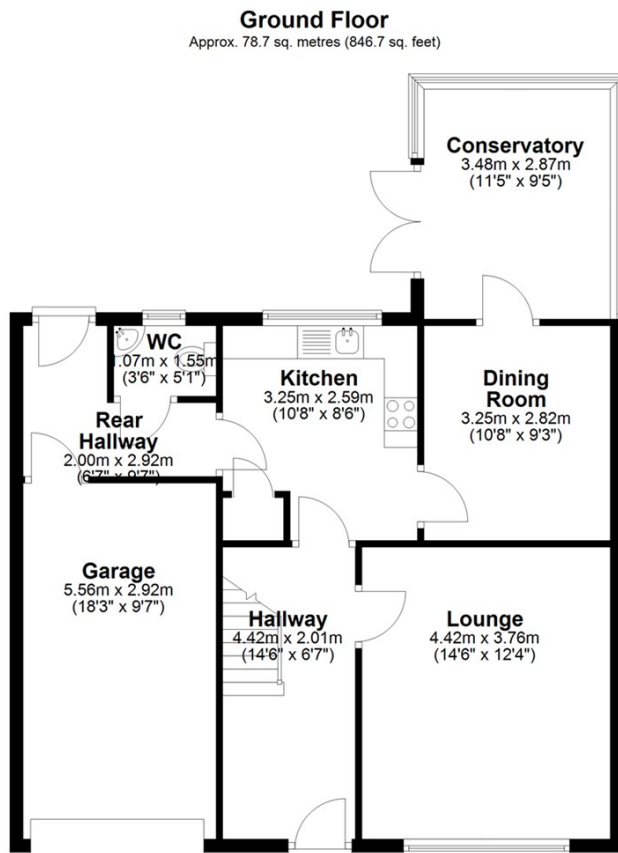 Ground Floor
Approx. 78.7 sq. metres (846.7 sq. feet)
Conservatory
3.48m x 2.87m
(11'5" x 9'5")
WC
1.07m x 1.55m
(3'6" x 5'1")
Kitchen
3.25m x 2.59m
(10'8" x 8'6")
Dining
Room
3.25m x 2.82m
(10'8" x 9'3")
Rear
Hallway
2.00m x 2.92m
(6'7" x 9'7")
Garage
5.56m x 2.92m
(18'3" x 9'7")
Hallway
4.42m x 2.01m
(14'6" x 6'7")
Lounge
4.42m x 3.76m
(14'6" x 12'4")